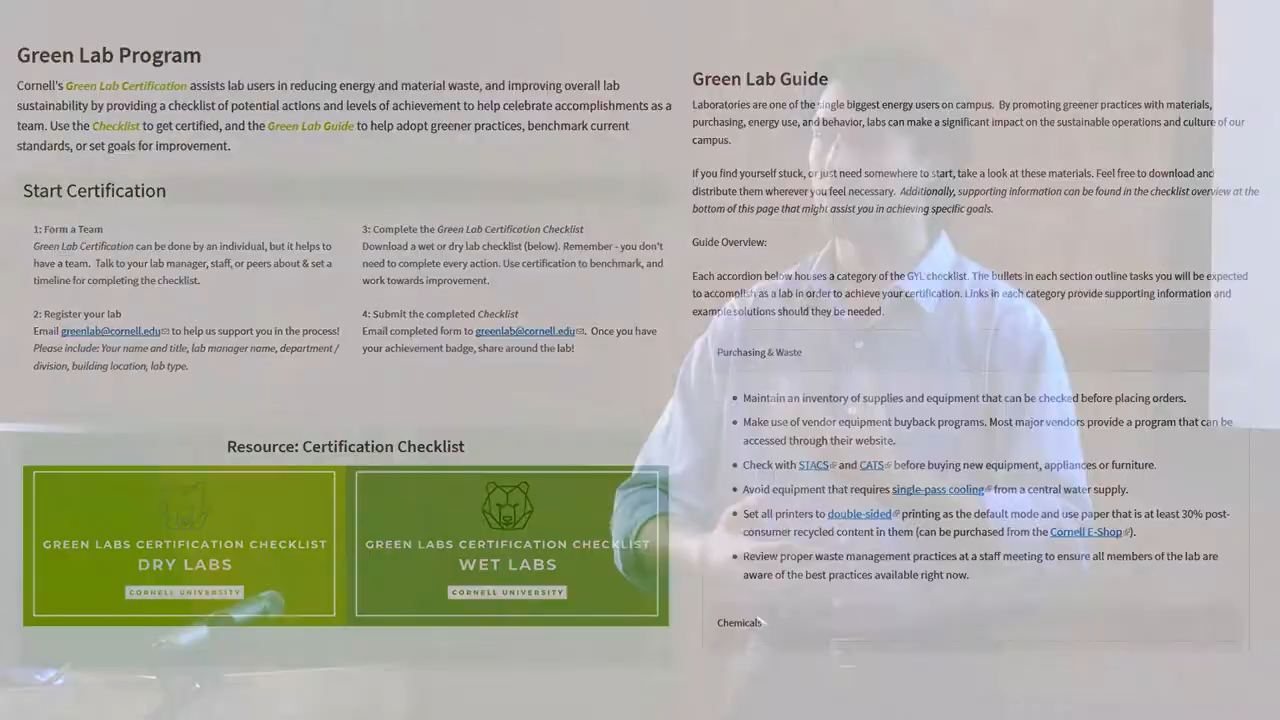 Green Lab Program
Cornell's Green Lab Certification assists lab users in reducing energy and material waste, and improving overall lab
sustainability by providing a checklist of potential actions and levels of achievement to help celebrate accomplishments as a
team. Use the Checklist to get certified, and the Green Lab Guide to help adopt greener practices, benchmark current
standards, or set goals for improvement.
Start Certification
1: Form a Team
Green Lab Certification can be done by an individual, but it helps to
have a team. Talk to your lab manager, staff, or peers about & set a
timeline for completing the checklist.
2: Register your lab
Email greenlab@cornell.edu to help us support you in the process!
Please include: Your name and title, lab manager name, department /
division, building location, lab type.
3: Complete the Green Lab Certification Checklist
Download a wet or dry lab checklist (below). Remember - you don't
need to complete every action. Use certification to benchmark, and
work towards improvement.
4: Submit the completed Checklist
Email completed form to greenlab@cornell.edu. Once you have
your achievement badge, share around the lab!
Resource: Certification Checklist
GREEN LABS CERTIFICATION CHECKLIST
DRY LABS
CORNELL UNIVERSITY
GREEN LABS CERTIFICATION CHECKLIST
WET LABS
CORNELL UNIVERSITY
Green Lab Guide
Laboratories are one of the single biggest energy users on campus. By promoting greener practices with materials,
purchasing, energy use, and behavior, labs can make a significant impact on the sustainable operations and culture of our
campus.
If you find yourself stuck, or just need somewhere to start, take a look at these materials. Feel free to download and
distribute them wherever you feel necessary. Additionally, supporting information can be found in the checklist overview at the
bottom of this page that might assist you in achieving specific goals.
Guide Overview:
Each accordion below houses a category of the GYL checklist. The bullets in each section outline tasks you will be expected
to accomplish as a lab in order to achieve your certification. Links in each category provide supporting information and
example solutions should they be needed.
Purchasing & Waste
• Maintain an inventory of supplies and equipment that can be checked before placing orders.
• Make use of vendor equipment buyback programs. Most major vendors provide a program that can be
accessed through their website.
• Check with STACS and CATS before buying new equipment, appliances or furniture.
• Avoid equipment that requires single-pass cooling from a central water supply.
• Set all printers to double-sided printing as the default mode and use paper that is at least 30% post-
consumer recycled content in them (can be purchased from the Cornell E-Shop).
• Review proper waste management practices at a staff meeting to ensure all members of the lab are
aware of the best practices available right now.
Chemicals